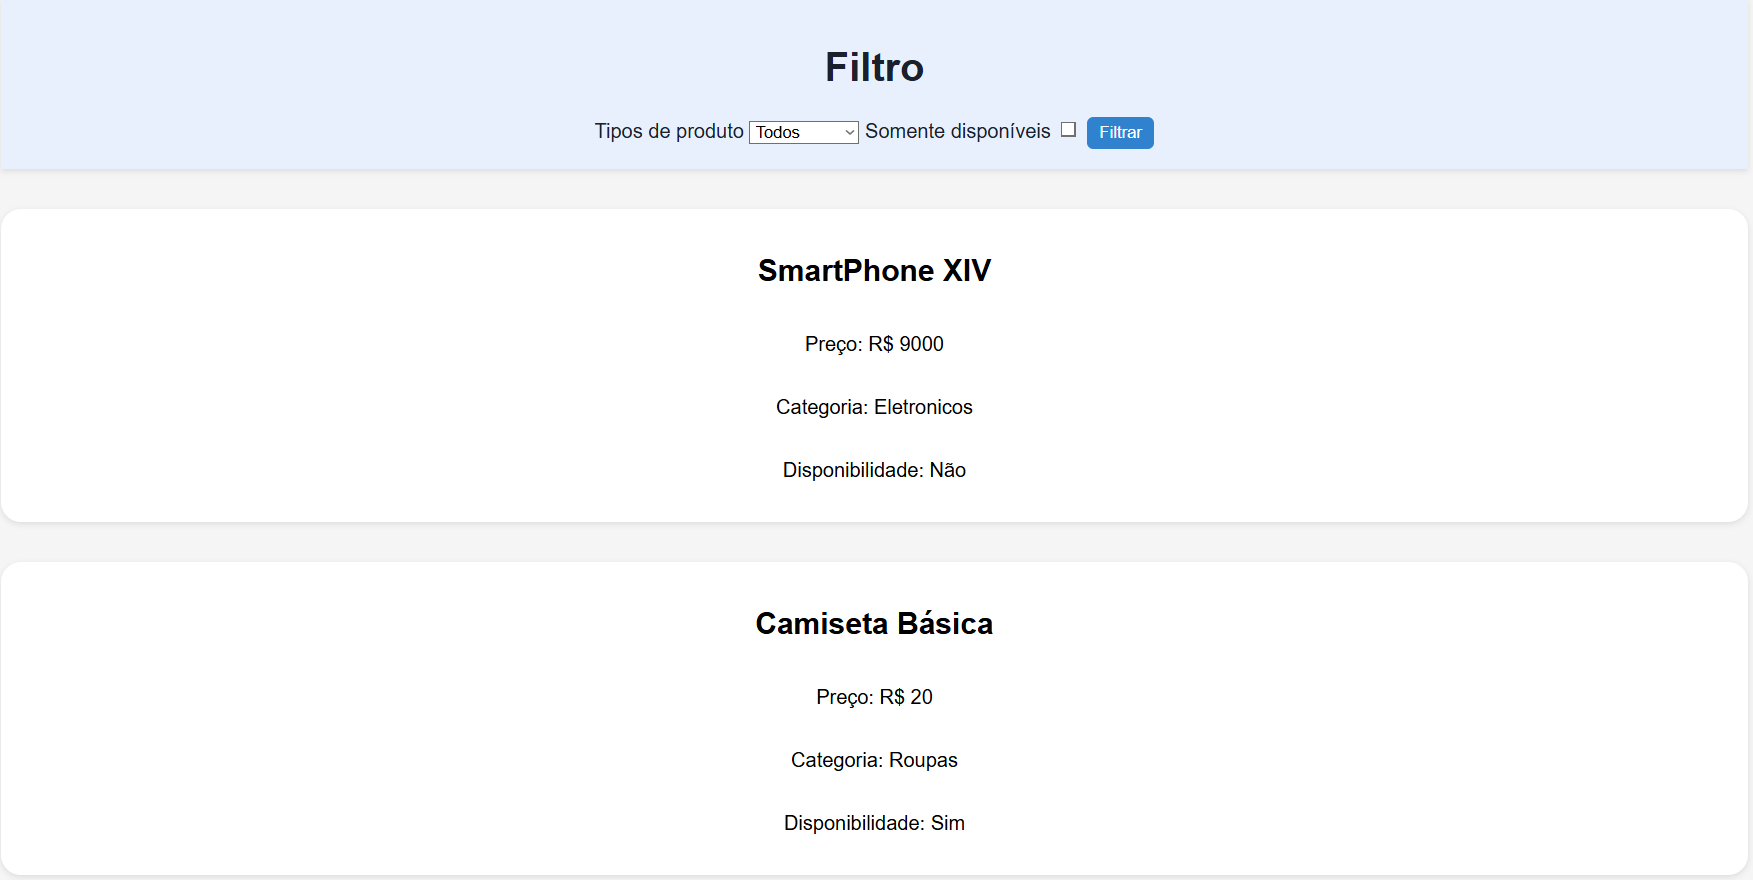 Filtro
Tipos de produto Todos Somente disponíveis Filtrar
SmartPhone XIV
Preço: R$ 9000
Categoria: Eletronicos
Disponibilidade: Não
Camiseta Básica
Preço: R$ 20
Categoria: Roupas
Disponibilidade: Sim